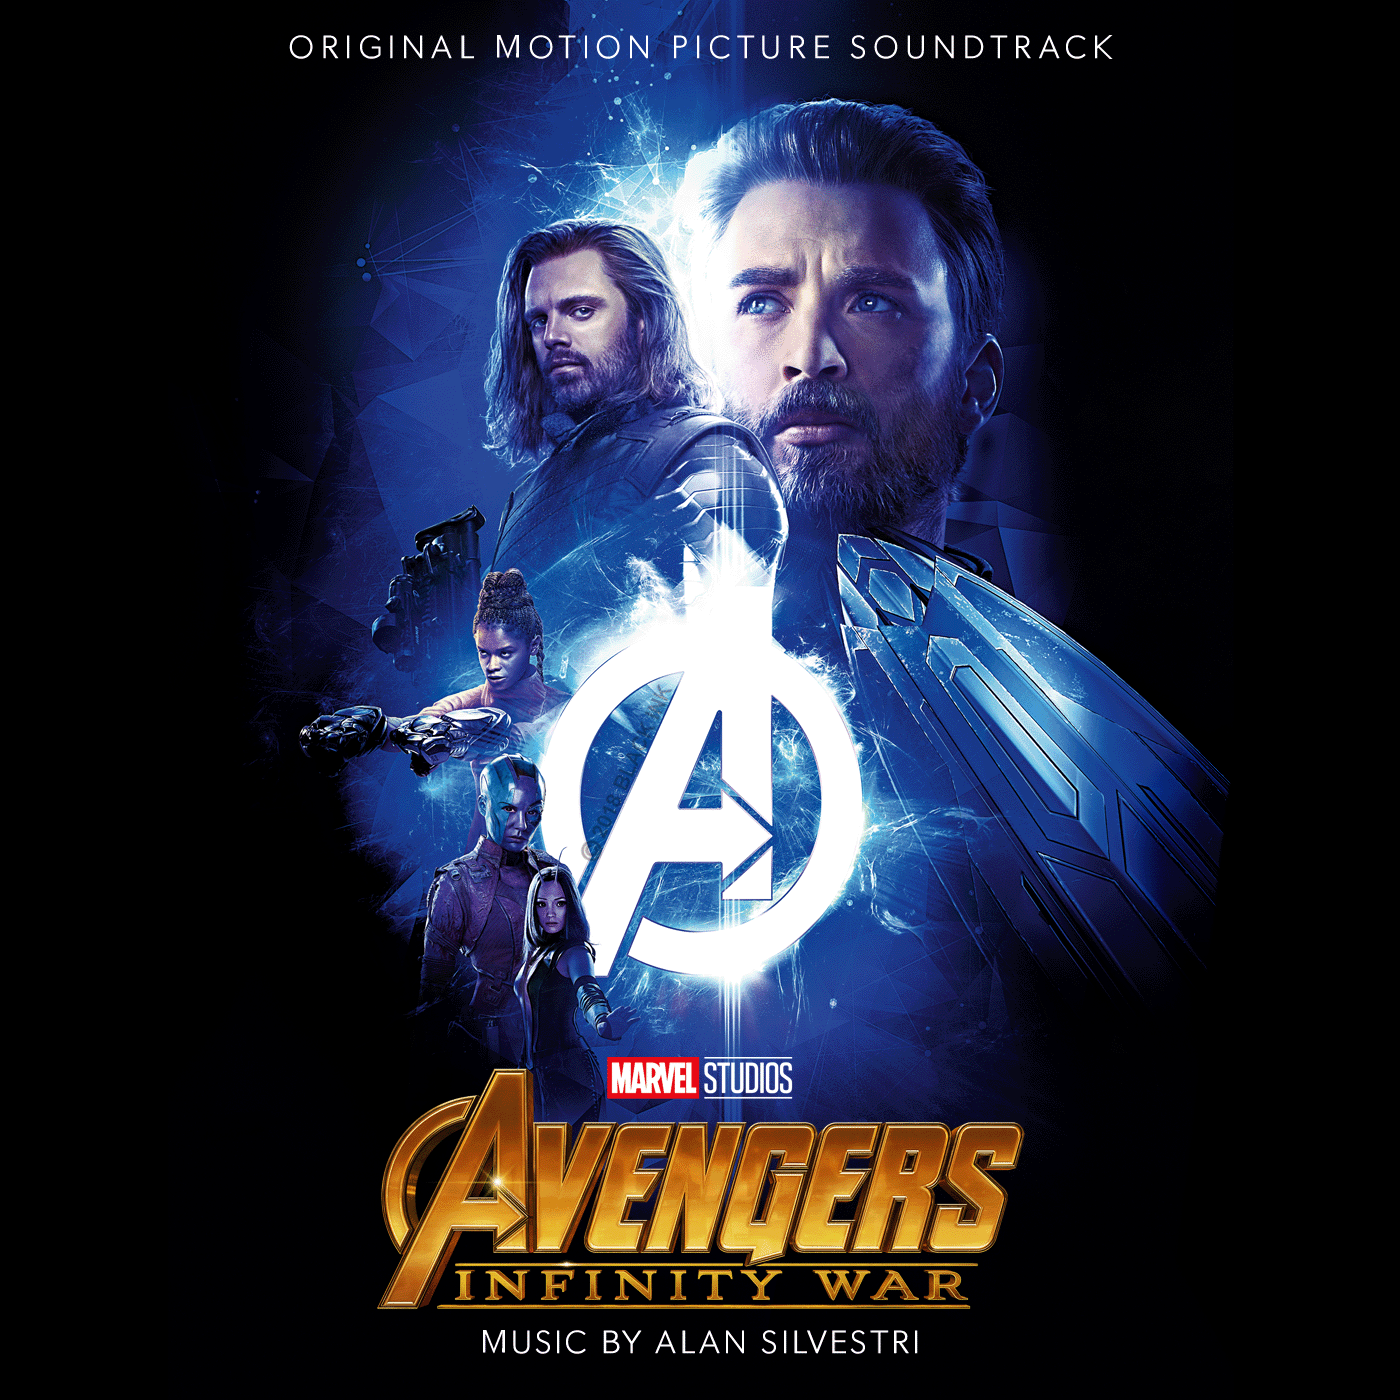 ORIGINAL MOTION PICTURE SOUNDTRACK
MARVEL STUDIOS
AVENGERS
INFINITY WAR
MUSIC BY ALAN SILVESTRI